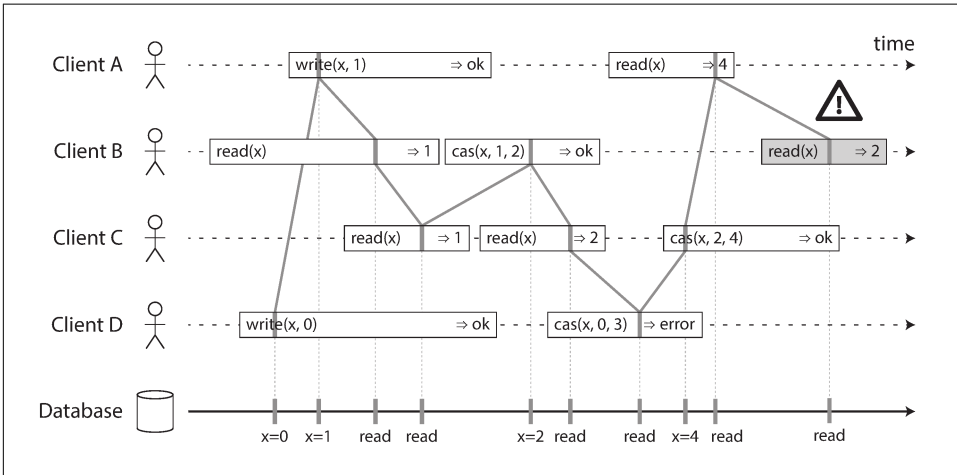 time
Client A write(x, 1) ⇒ ok read(x) ⇒ 4
!
Client B read(x) ⇒ 1 cas(x, 1, 2) ⇒ ok read(x) ⇒ 2
Client C read(x) ⇒ 1 read(x) ⇒ 2 cas(x, 2, 4) ⇒ ok
Client D write(x, 0) ⇒ ok cas(x, 0, 3) ⇒ error
Database
x=0 x=1 read read x=2 read read x=4 read read